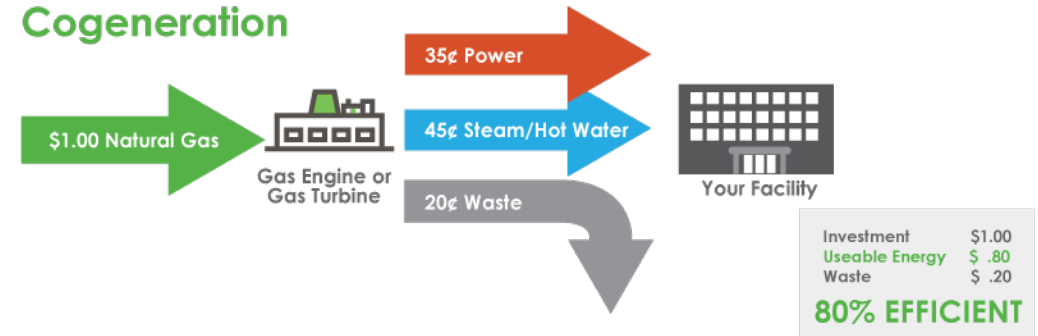 Cogeneration
35¢ Power
$1.00 Natural Gas
45¢ Steam/Hot Water
Gas Engine or
Gas Turbine
20¢ Waste
Your Facility
Investment $1.00
Useable Energy $ .80
Waste $ .20
80% EFFICIENT